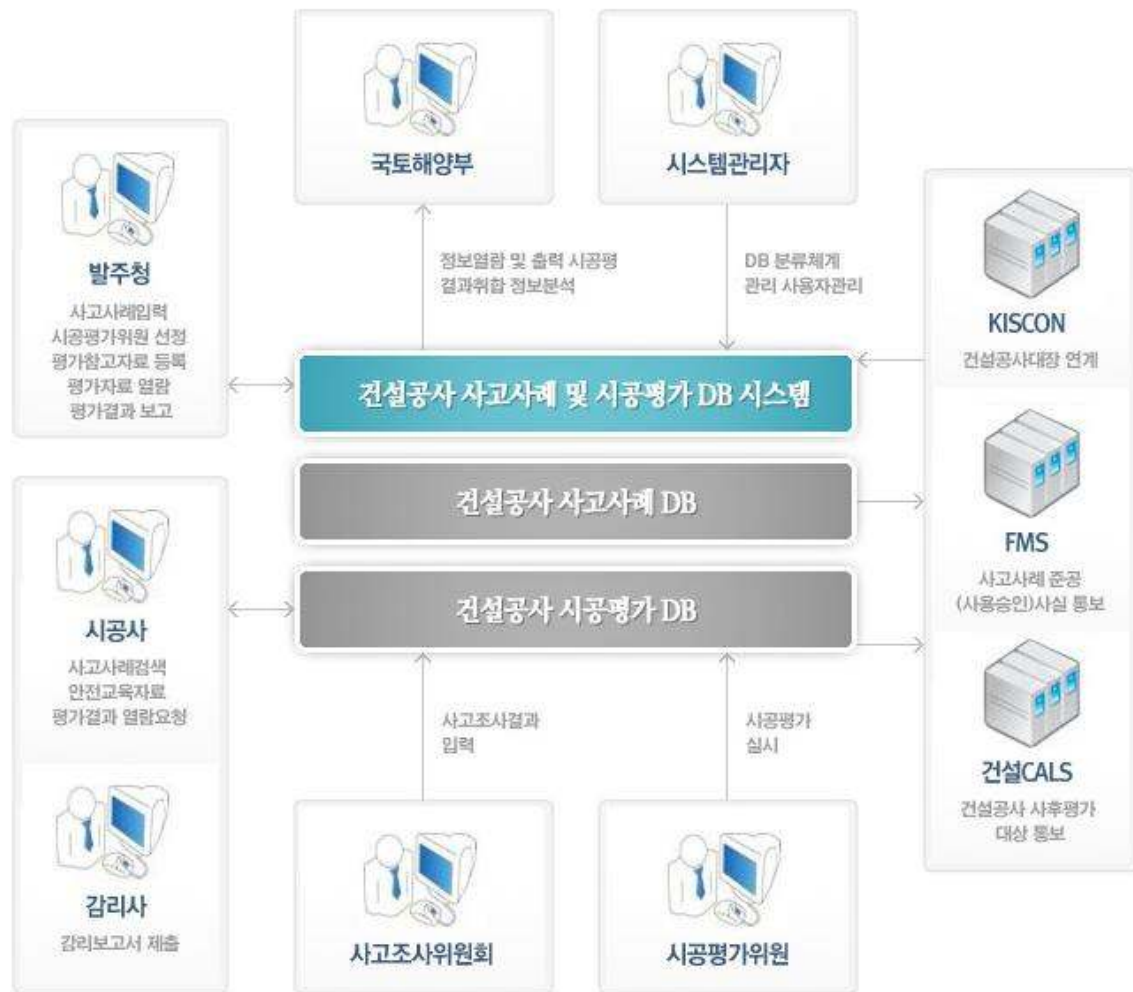 국토해양부
시스템관리자
발주청
사고사례입력
시공평가위원 선정
평가참고자료 등록
평가자료 열람
평가결과 보고
정보열람 및 출력 시공평
결과취합 정보분석
DB 분류체계
관리 사용자관리
KISCON
건설공사대장 연계
건설공사 사고사례 및 시공평가 DB 시스템
건설공사 사고사례 DB
건설공사 시공평가 DB
FMS
사고사례 준공
(사용승인)사실 통보
시공사
사고사례검색
안전교육자료
평가결과 열람요청
사고조사결과
입력
시공평가
실시
건설CALS
건설공사 사후평가
대상 통보
감리사
감리보고서 제출
사고조사위원회
시공평가위원